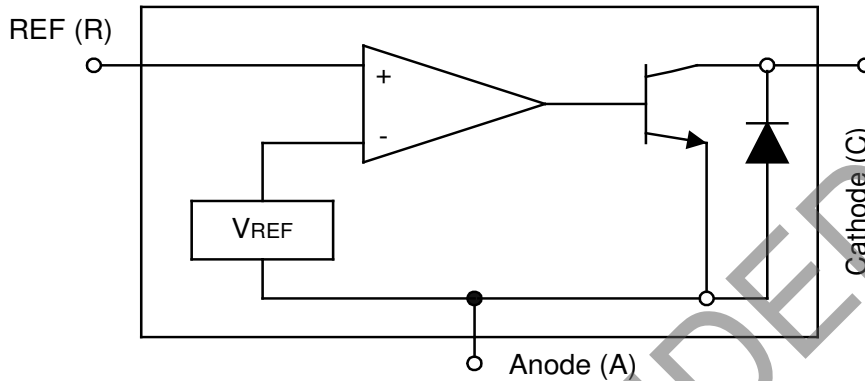 REF (R)
+
-
VREF
Cathode (C)
Anode (A)